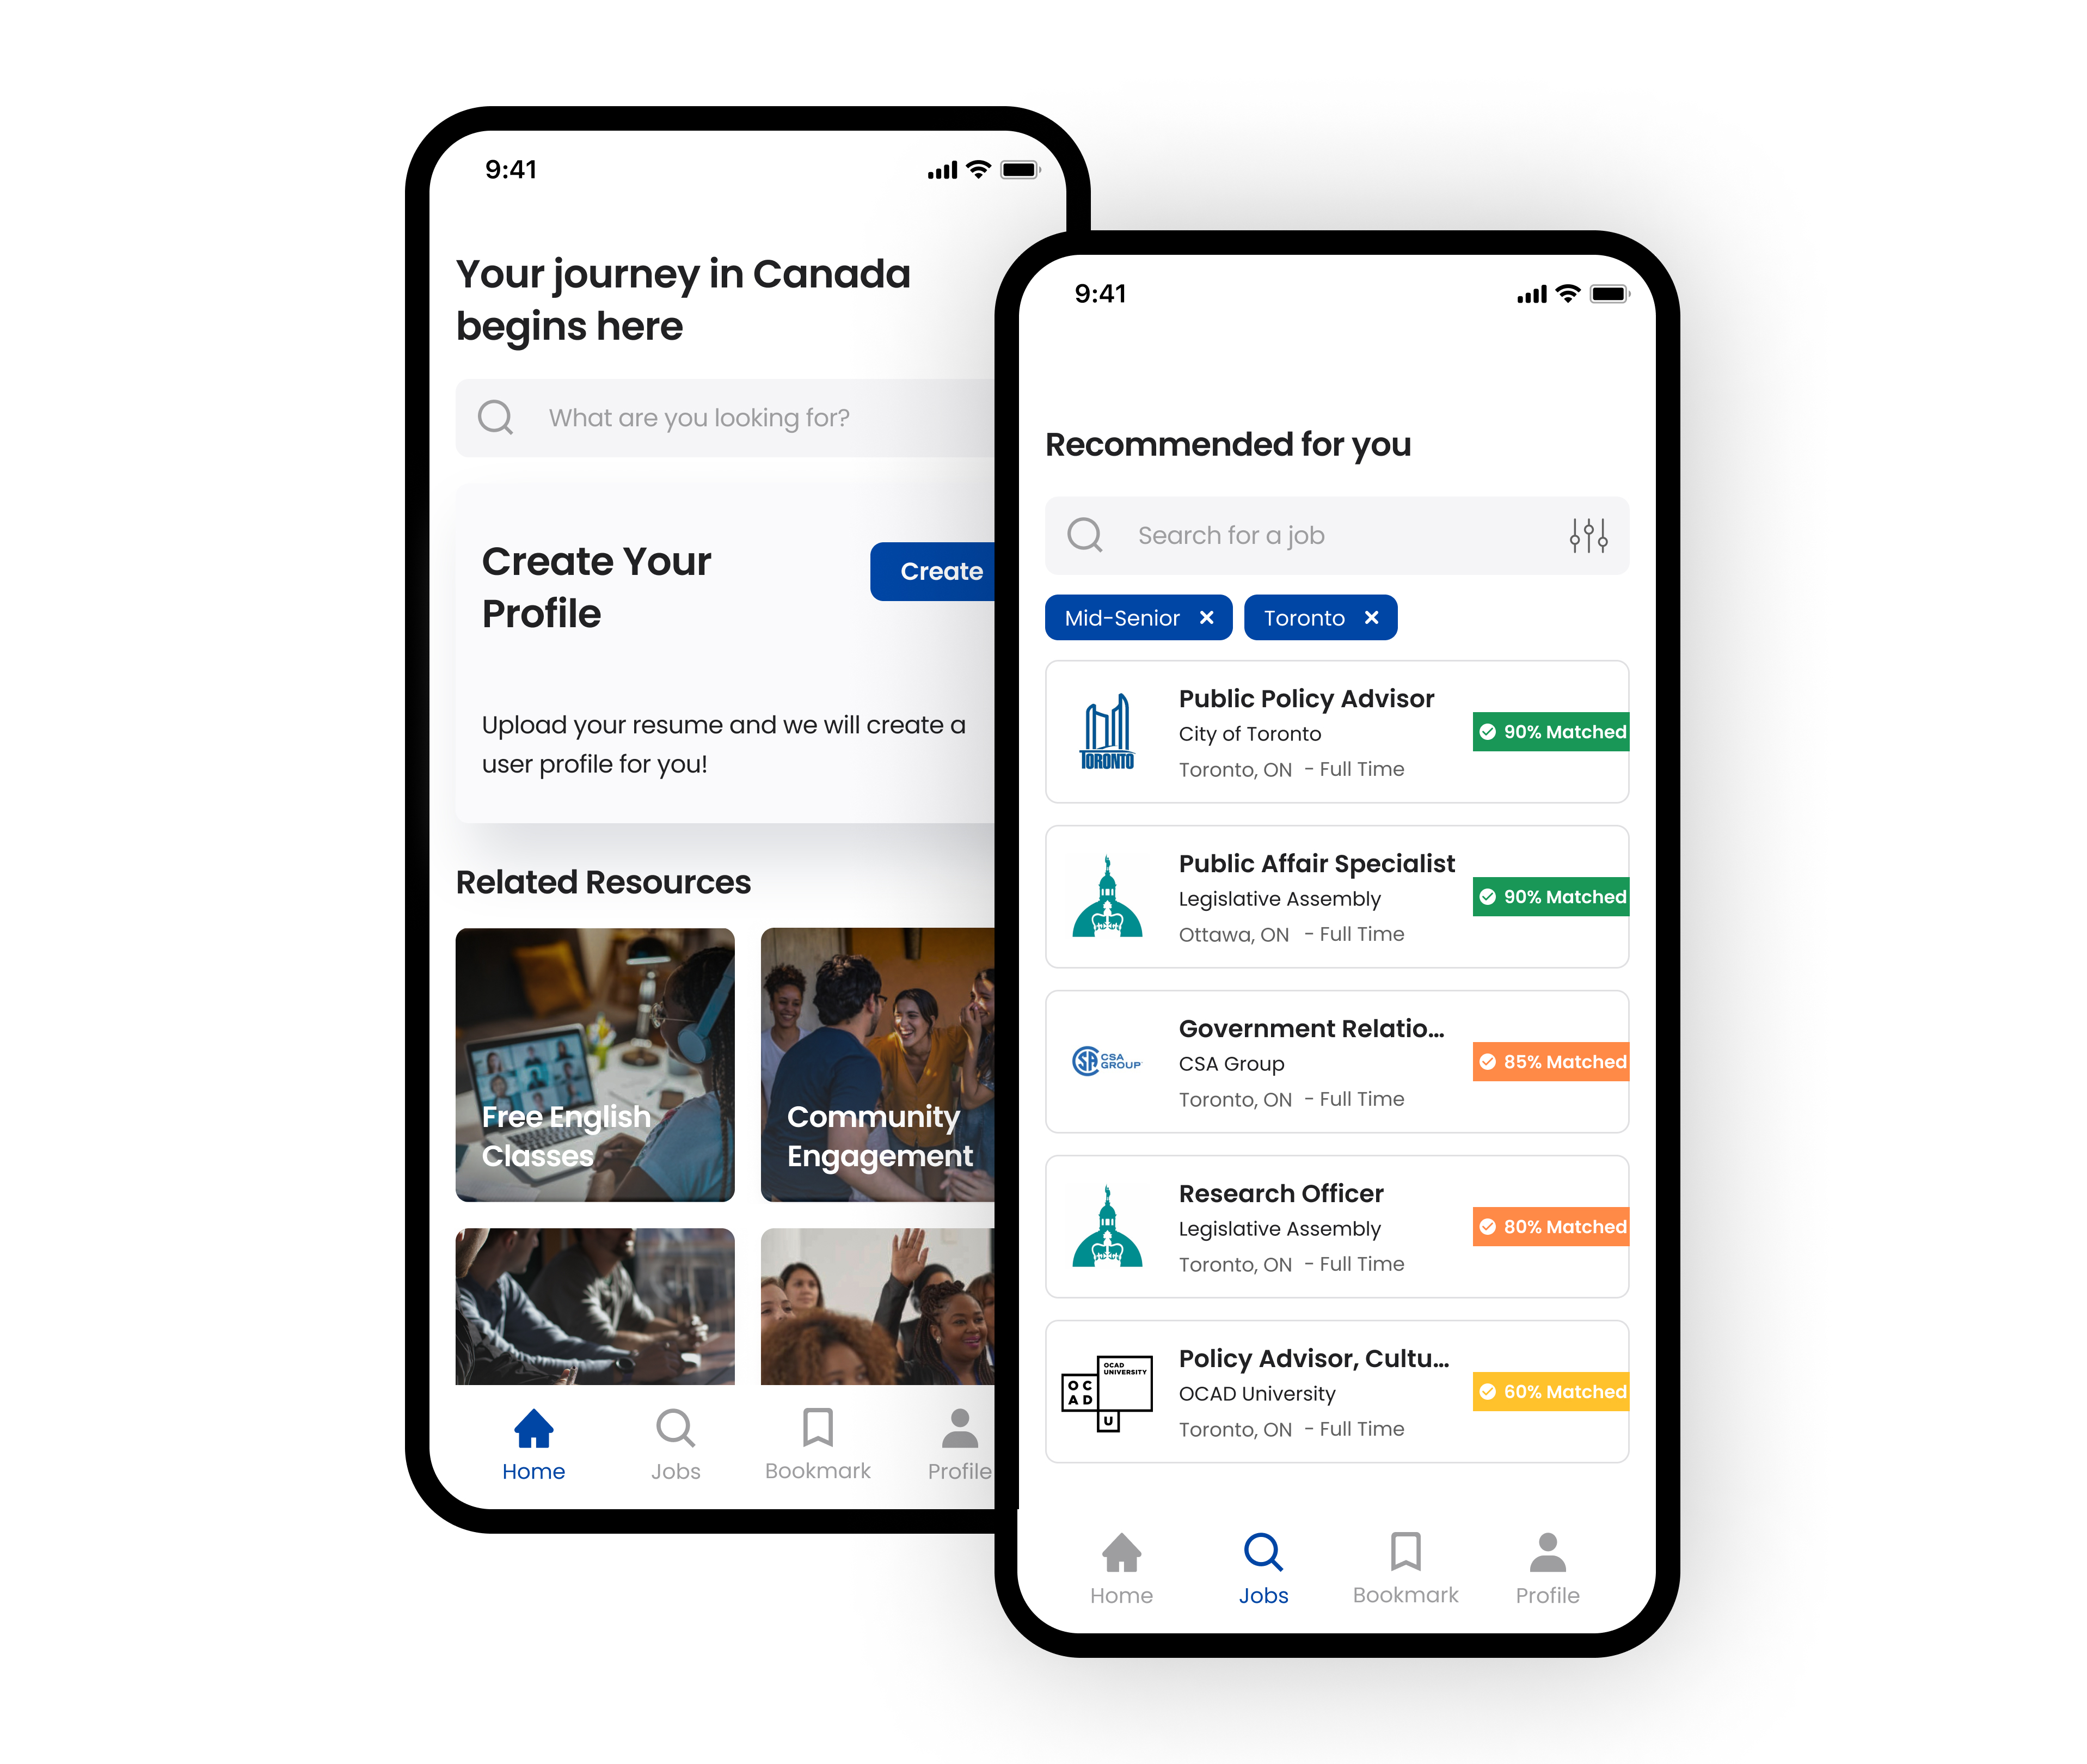 9:41
Your journey in Canada
begins here
What are you looking for?
Create Your
Profile
Create
Upload your resume and we will create a
user profile for you!
Related Resources
Free English
Classes
Community
Engagement
Home
Jobs
Bookmark
Profile
9:41
Recommended for you
Search for a job
Mid-Senior
Toronto
TORONTO
Public Policy Advisor
City of Toronto
Toronto, ON - Full Time
90% Matched
Public Affair Specialist
Legislative Assembly
Ottawa, ON - Full Time
90% Matched
CSA
GROUP
Government Relatio...
CSA Group
Toronto, ON - Full Time
85% Matched
Research Officer
Legislative Assembly
Toronto, ON - Full Time
80% Matched
OCAD
UNIVERSITY
OC
AD
U
Policy Advisor, Cultu...
OCAD University
Toronto, ON - Full Time
60% Matched
Home
Jobs
Bookmark
Profile